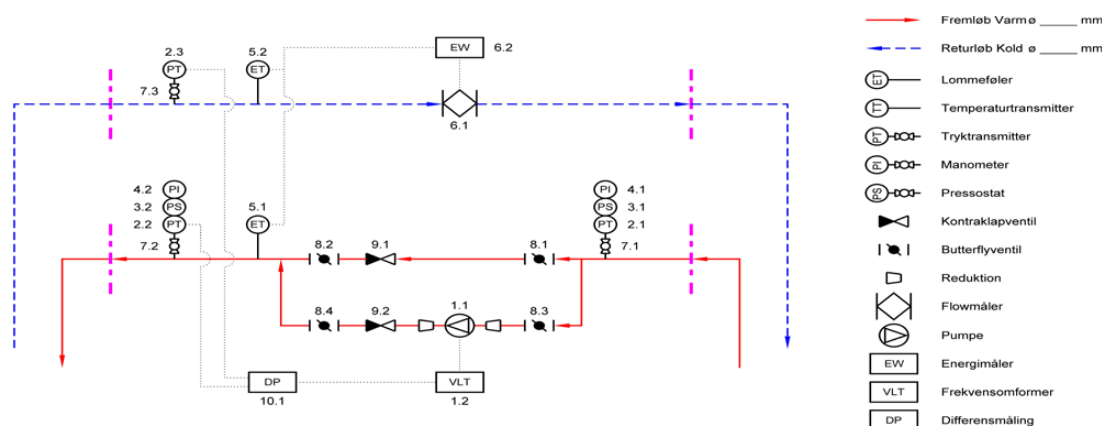 2.3
5.2
PT
ET
EW
6.2
7.3
6.1
4.2
PI
3.2
PS
2.2
PT
7.2
5.1
ET
PI
4.1
PS
3.1
PT
2.1
7.1
8.2
9.1
8.1
8.4
9.2
1.1
8.3
DP
10.1
VLT
1.2
Fremløb Varm ø _____ mm
Returløb Kold ø _____ mm
ET
Lommeføler
TT
Temperaturtransmitter
PT
Tryktransmitter
PI
Manometer
PS
Pressostat
Kontraklapventil
Butterflyventil
Reduktion
Flowmåler
Pumpe
EW
Energimåler
VLT
Frekvensomformer
DP
Differensmåling